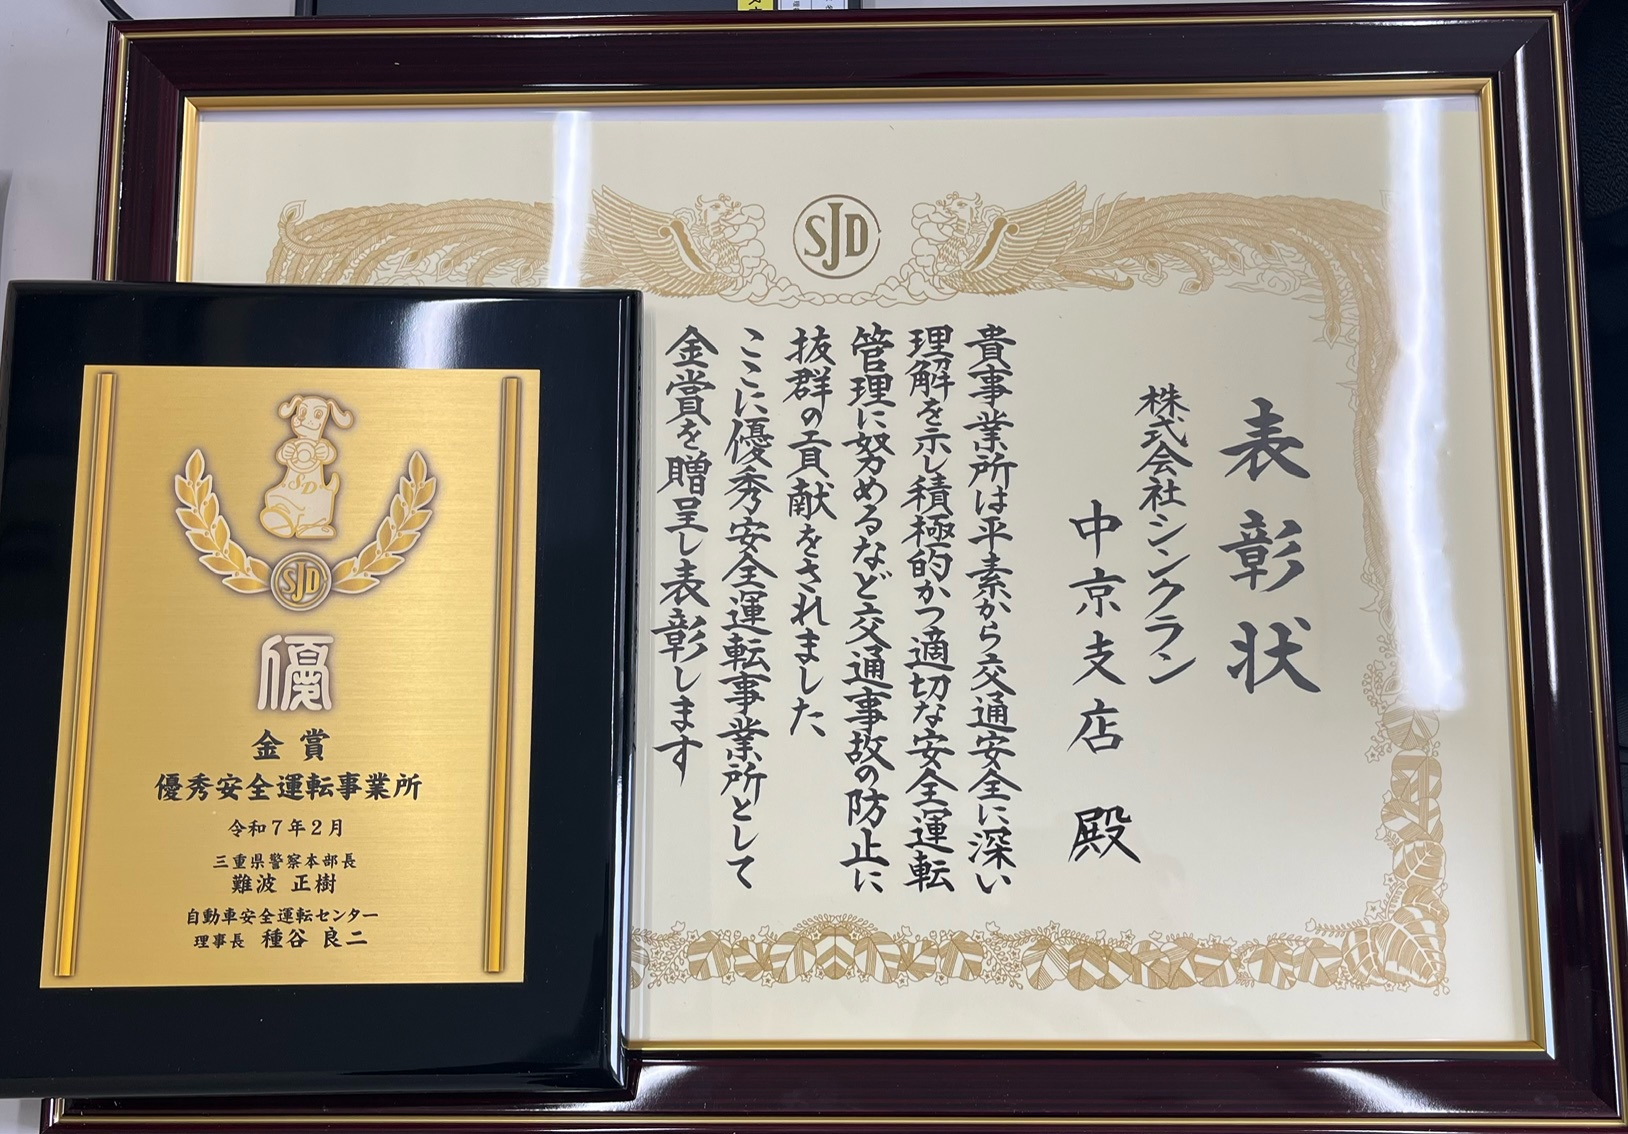 SJD
表彰状
株式会社シンクラン
中京支店 殿
貴事業所は平素から交通安全に深い
理解を示し積極的かつ適切な安全運転
管理に努めるなど交通事故の防止に
抜群の貢献をされました
ここに優秀安全運転事業所として
金賞を贈呈し表彰します
SD
SJD
優
金賞
優秀安全運転事業所
令和7年2月
三重県警察本部長
難波 正樹
自動車安全運転センター
理事長 種谷 良二